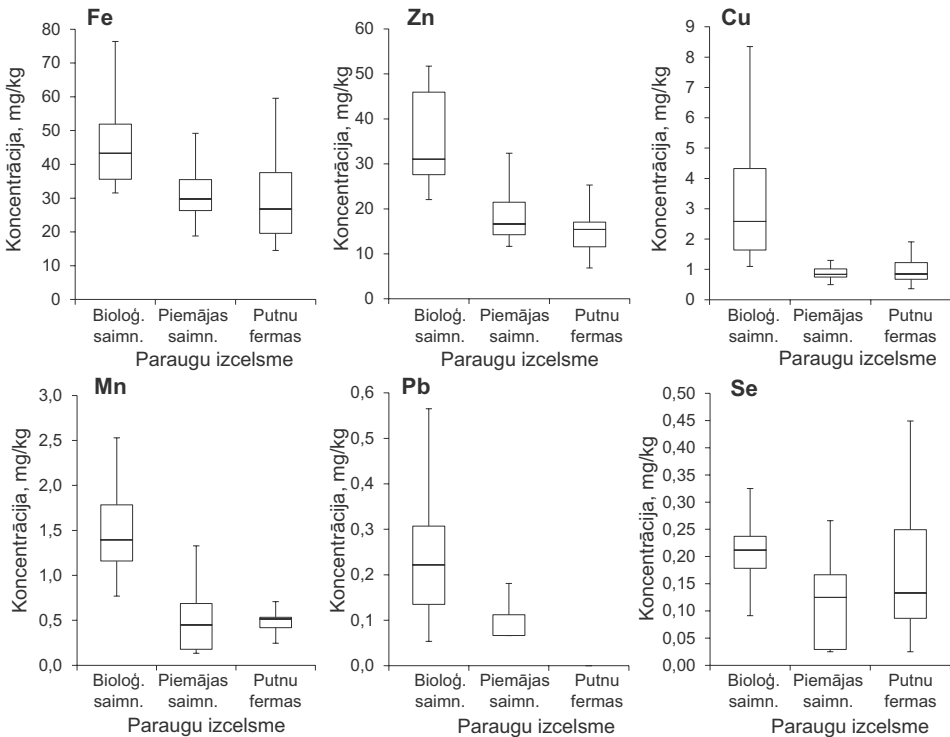 Fe
Koncentrācija, mg/kg
80
70
60
50
40
30
20
10
0
Bioloģ. Piemājas Putnu
saimn. saimn. fermas
Paraugu izcelsme
Zn
Koncentrācija, mg/kg
60
50
40
30
20
10
0
Bioloģ. Piemājas Putnu
saimn. saimn. fermas
Paraugu izcelsme
Cu
Koncentrācija, mg/kg
9
8
7
6
5
4
3
2
1
0
Bioloģ. Piemājas Putnu
saimn. saimn. fermas
Paraugu izcelsme
Mn
Koncentrācija, mg/kg
3,0
2,5
2,0
1,5
1,0
0,5
0,0
Bioloģ. Piemājas Putnu
saimn. saimn. fermas
Paraugu izcelsme
Pb
Koncentrācija, mg/kg
0,6
0,5
0,4
0,3
0,2
0,1
0,0
Bioloģ. Piemājas Putnu
saimn. saimn. fermas
Paraugu izcelsme
Se
Koncentrācija, mg/kg
0,50
0,45
0,40
0,35
0,30
0,25
0,20
0,15
0,10
0,05
0,00
Bioloģ. Piemājas Putnu
saimn. saimn. fermas
Paraugu izcelsme